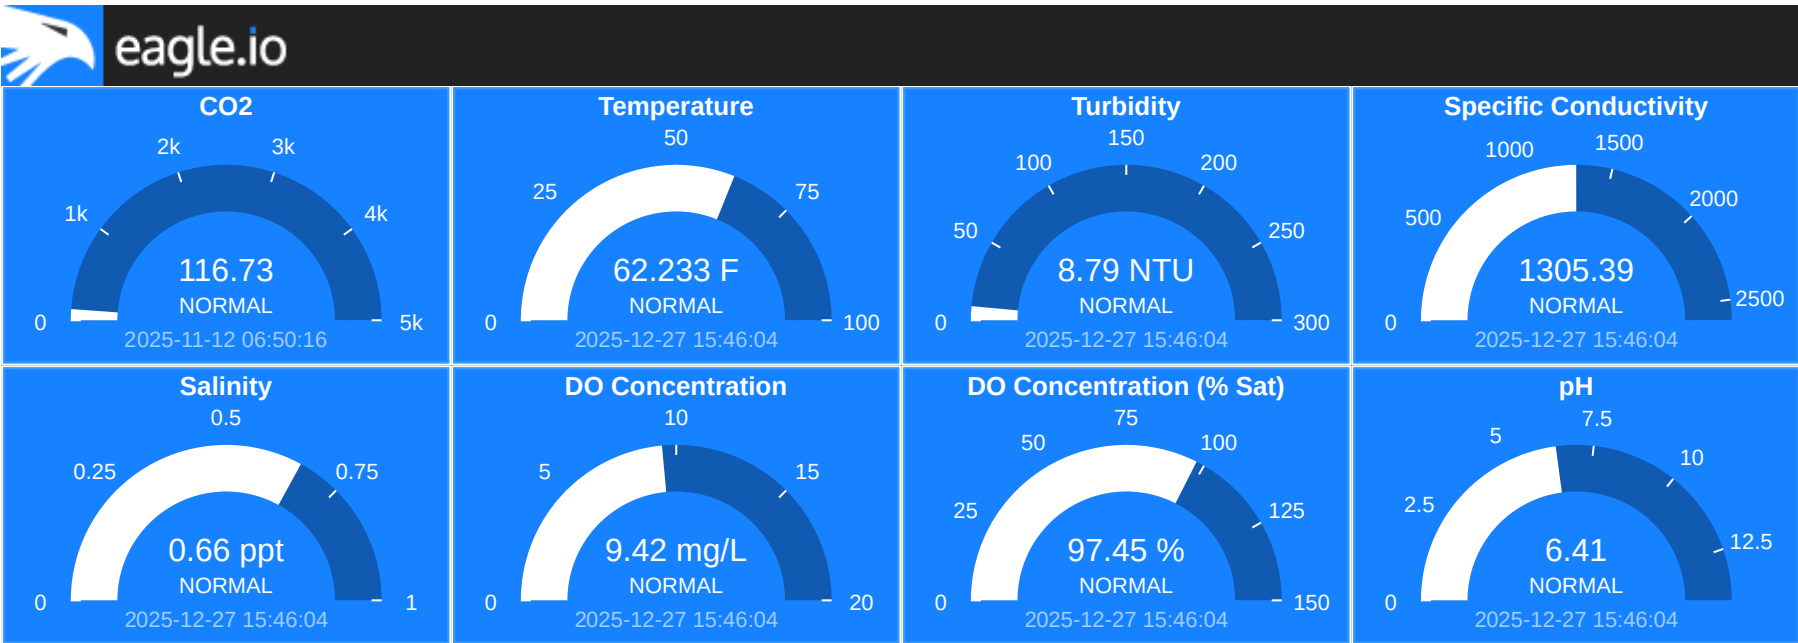 eagle.io
CO2
0
1k
2k
3k
4k
5k
116.73
NORMAL
2025-11-12 06:50:16
Temperature
0
25
50
75
100
62.233 F
NORMAL
2025-12-27 15:46:04
Turbidity
0
50
100
150
200
250
300
8.79 NTU
NORMAL
2025-12-27 15:46:04
Specific Conductivity
0
500
1000
1500
2000
2500
1305.39
NORMAL
2025-12-27 15:46:04
Salinity
0
0.25
0.5
0.75
1
0.66 ppt
NORMAL
2025-12-27 15:46:04
DO Concentration
0
5
10
15
20
9.42 mg/L
NORMAL
2025-12-27 15:46:04
DO Concentration (% Sat)
0
25
50
75
100
125
150
97.45 %
NORMAL
2025-12-27 15:46:04
pH
0
2.5
5
7.5
10
12.5
6.41
NORMAL
2025-12-27 15:46:04